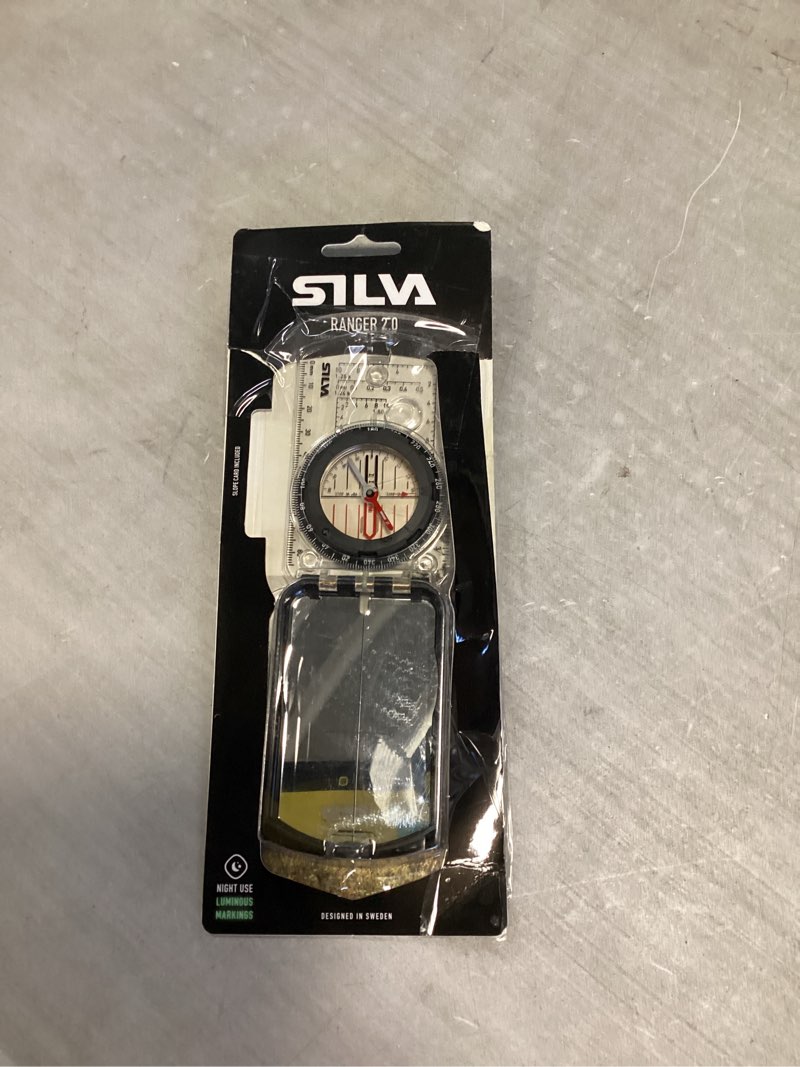 SILVA
RANGER 2.0
SILVA
SLOPE CARD INCLUDED
NIGHT USE
LUMINOUS
MARKINGS
DESIGNED IN SWEDEN